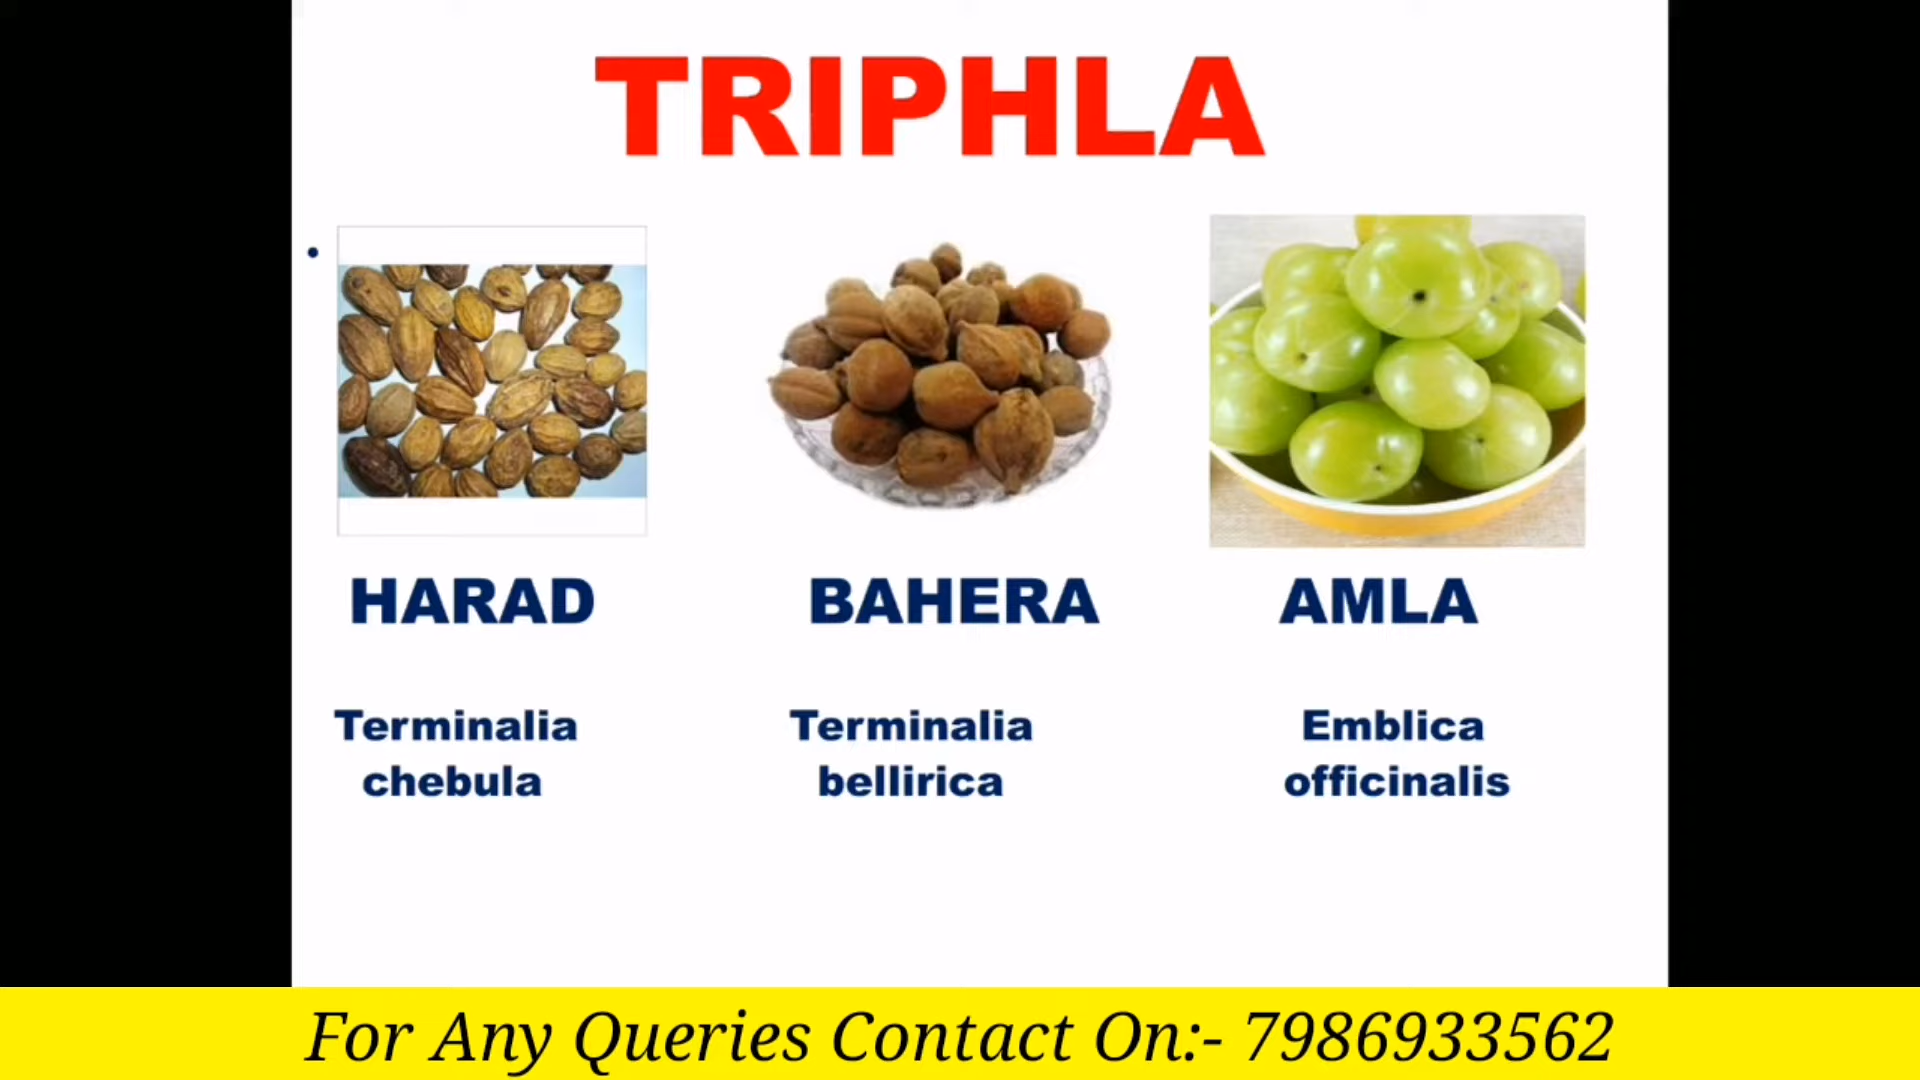 TRIPHLA
HARAD BAHERA AMLA
Terminalia Terminalia Emblica
chebula bellirica officinalis
For Any Queries Contact On:- 7986933562